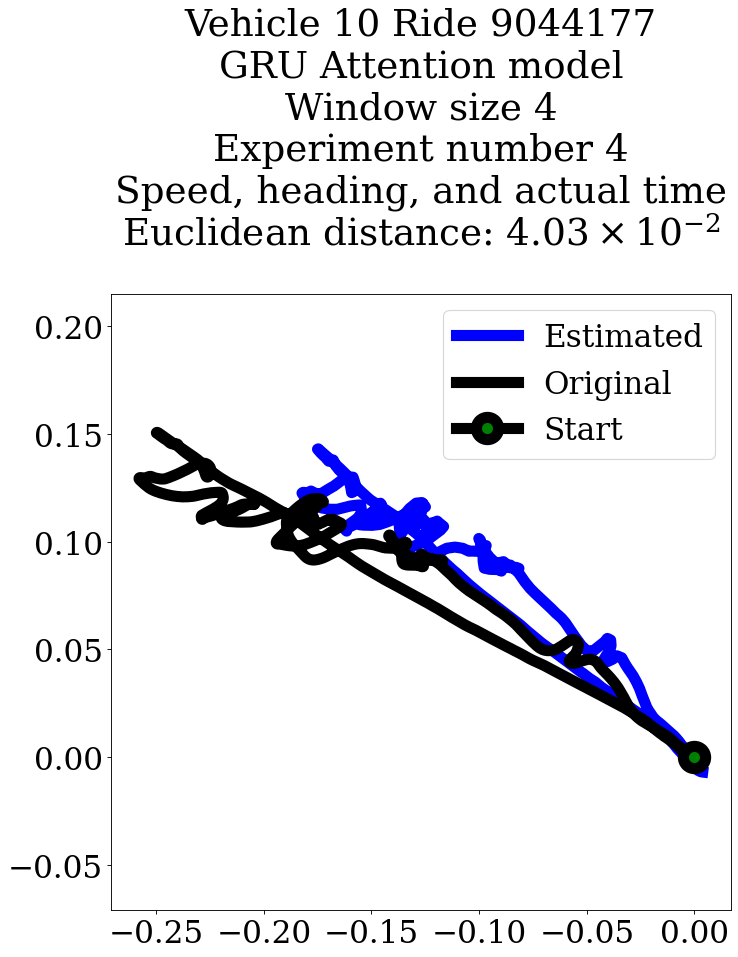 Vehicle 10 Ride 9044177
GRU Attention model
Window size 4
Experiment number 4
Speed, heading, and actual time
Euclidean distance: 4.03 × 10⁻²
Estimated
Original
Start
0.20
0.15
0.10
0.05
0.00
−0.05
−0.25 −0.20 −0.15 −0.10 −0.05 0.00